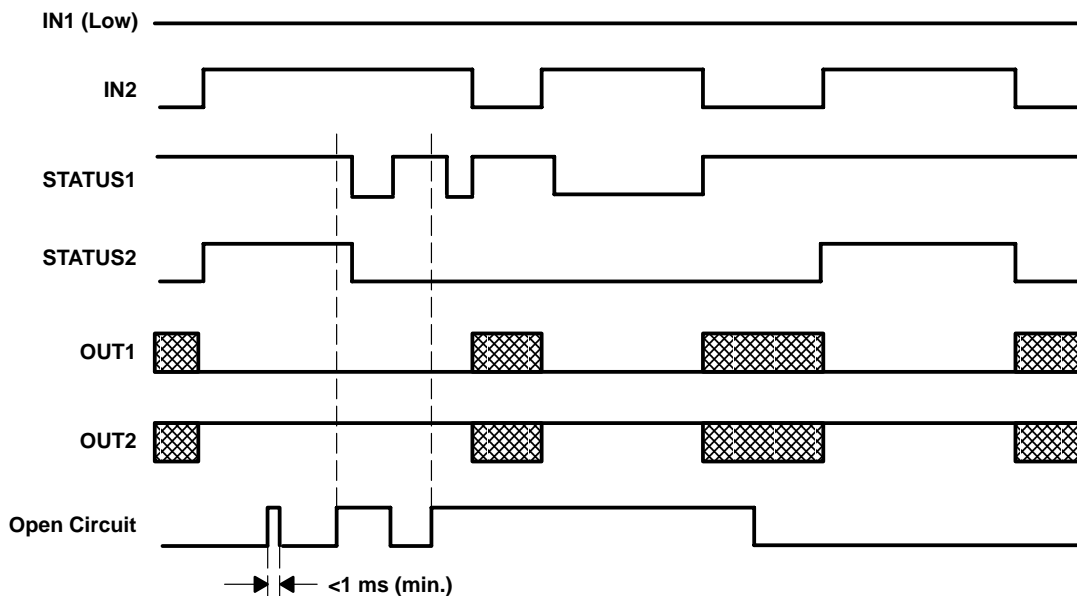 IN1 (Low)
IN2
STATUS1
STATUS2
OUT1
OUT2
Open Circuit
<1 ms (min.)